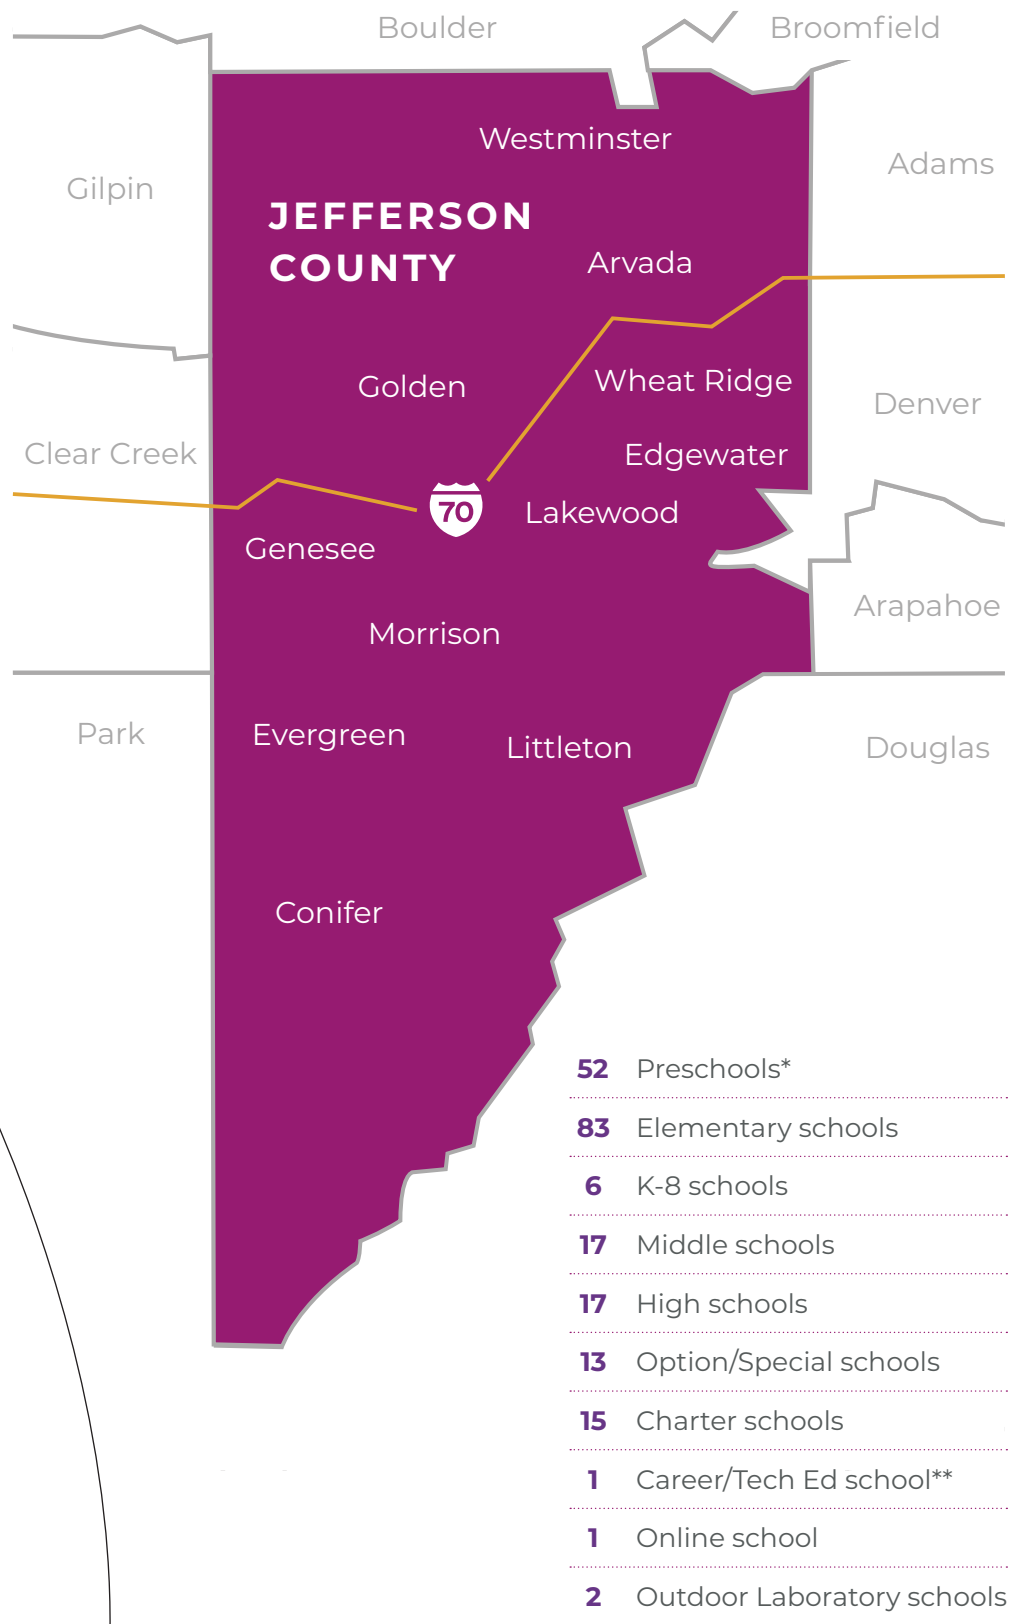 Boulder
Broomfield
Westminster
Adams
Gilpin
JEFFERSON
COUNTY
Arvada
Golden
Wheat Ridge
Denver
Clear Creek
Edgewater
70
Lakewood
Genesee
Arapahoe
Morrison
Park
Evergreen
Littleton
Douglas
Conifer
52 Preschools*
83 Elementary schools
6 K-8 schools
17 Middle schools
17 High schools
13 Option/Special schools
15 Charter schools
1 Career/Tech Ed school**
1 Online school
2 Outdoor Laboratory schools